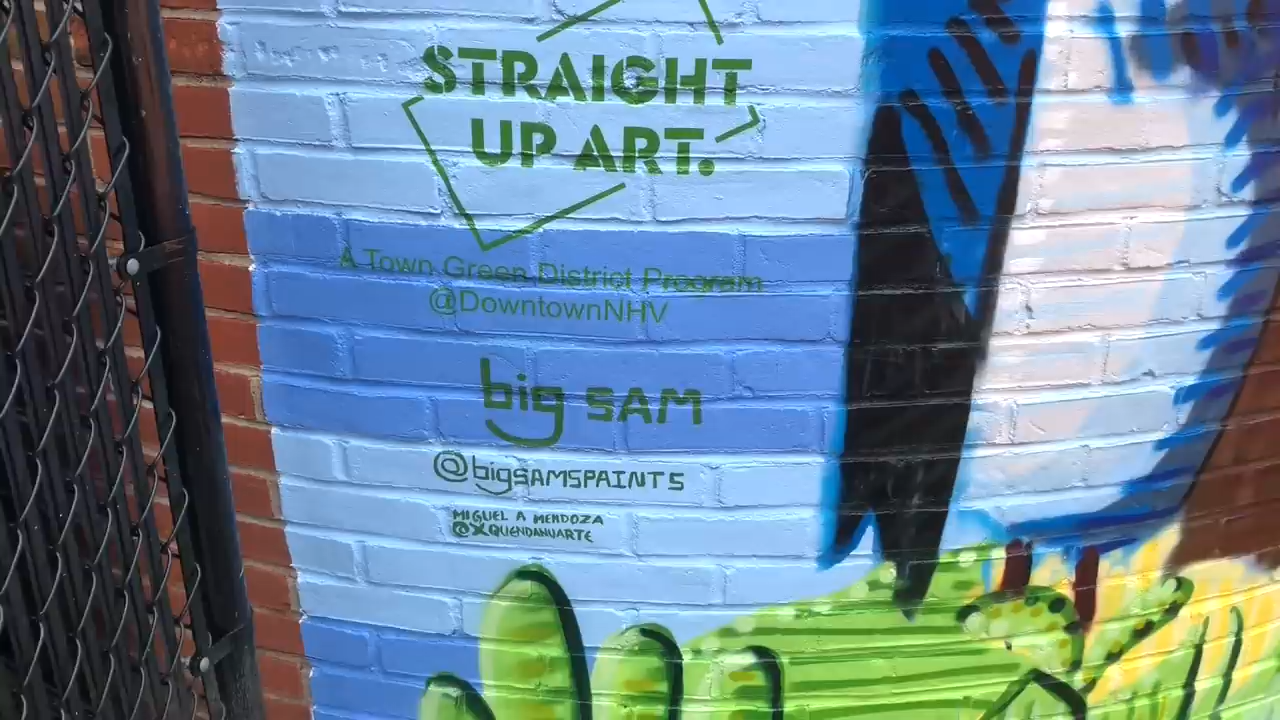 STRAIGHT
UP ART.
A Town Green District Program
@DowntownNHV
big SAM
@bigSAMSPAINTS
MIGUEL A MENDOZA
@XQUENDANUARTE